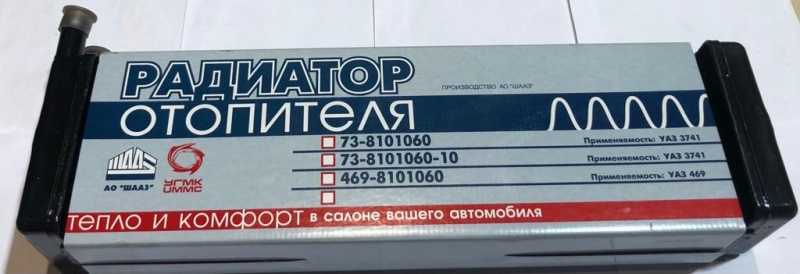 РАДИАТОР
ПРОИЗВОДСТВО АО "ШААЗ"
ОТОПИТЕЛЯ
73-8101060 Применяемость: УАЗ 3741
73-8101060-10 Применяемость: УАЗ 3741
469-8101060 Применяемость: УАЗ 469
ШААЗ
АО "ШААЗ"
УГМК
UMMC
ТЕПЛО И КОМФОРТ в салоне вашего автомобиля